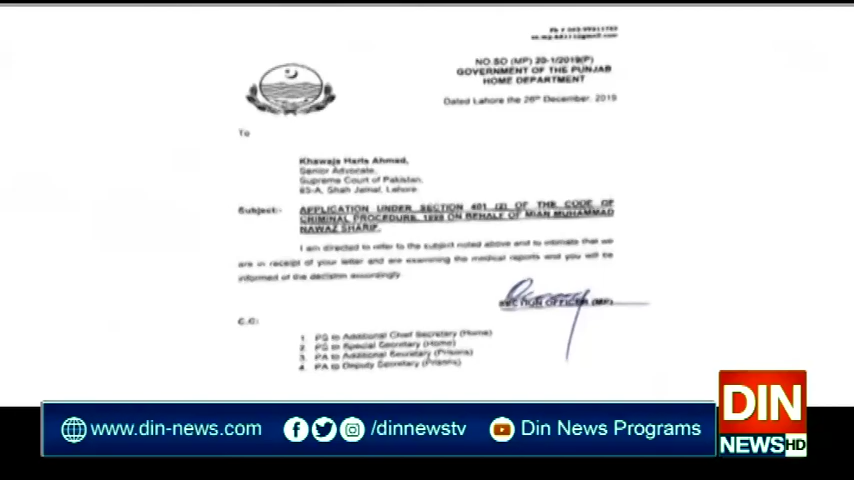 NO.SO (MP) 20-1/2019(P)
GOVERNMENT OF THE PUNJAB
HOME DEPARTMENT
Dated Lahore the 26th December, 2019
To
Khawaja Haris Ahmad,
Senior Advocate,
Supreme Court of Pakistan,
65-A, Shah Jamal, Lahore
Subject:- APPLICATION UNDER SECTION 401 (2) OF THE CODE OF
CRIMINAL PROCEDURE, 1898 ON BEHALF OF MIAN MUHAMMAD
NAWAZ SHARIF.
I am directed to refer to the subject noted above and to intimate that we
are in receipt of your letter and are examining the medical reports and you will be
informed of the decision accordingly
SECTION OFFICER (MP)
C.C:
1. PS to Additional Chief Secretary (Home)
2. PS to Special Secretary (Home)
3. PA to Additional Secretary (Prisons)
4. PA to Deputy Secretary (Prisons)
www.din-news.com /dinnewstv Din News Programs
DIN
NEWS HD